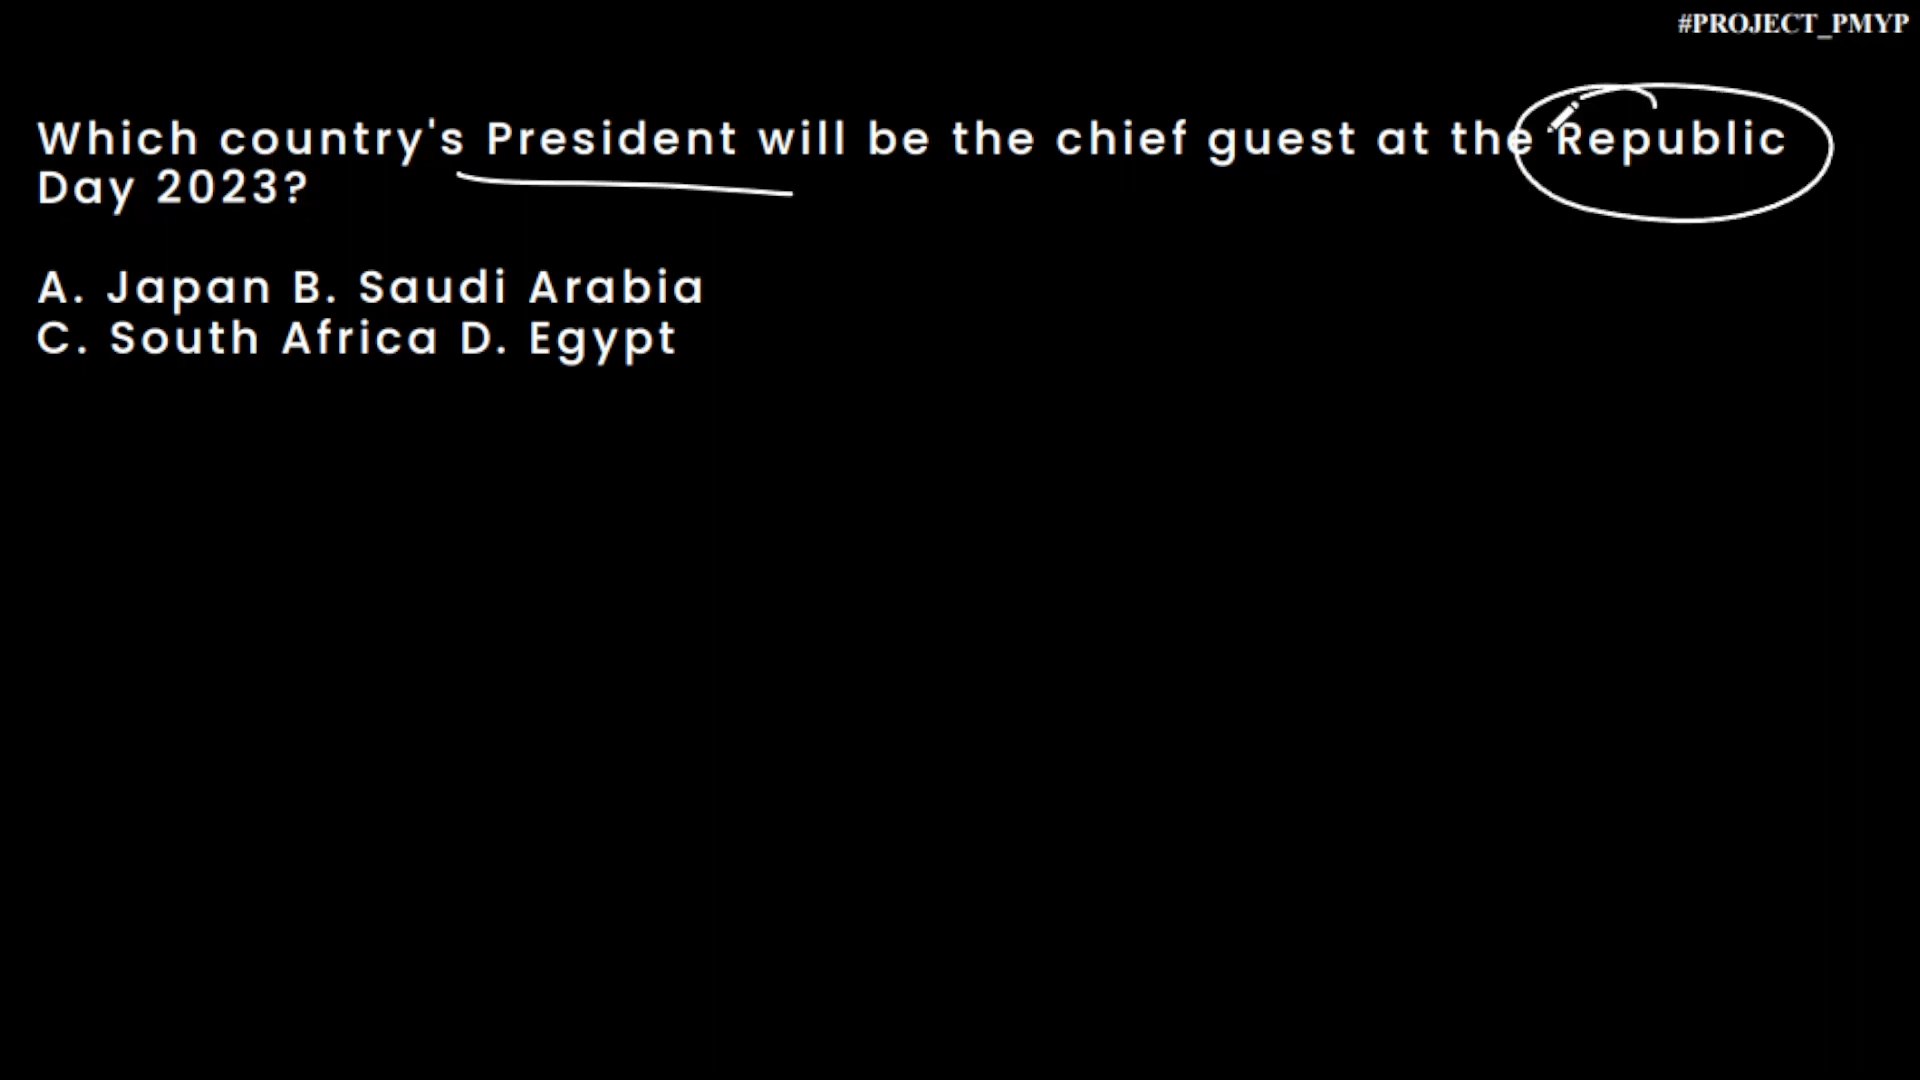 #PROJECT_PMYP
Which country's President will be the chief guest at the Republic
Day 2023?
A. Japan B. Saudi Arabia
C. South Africa D. Egypt